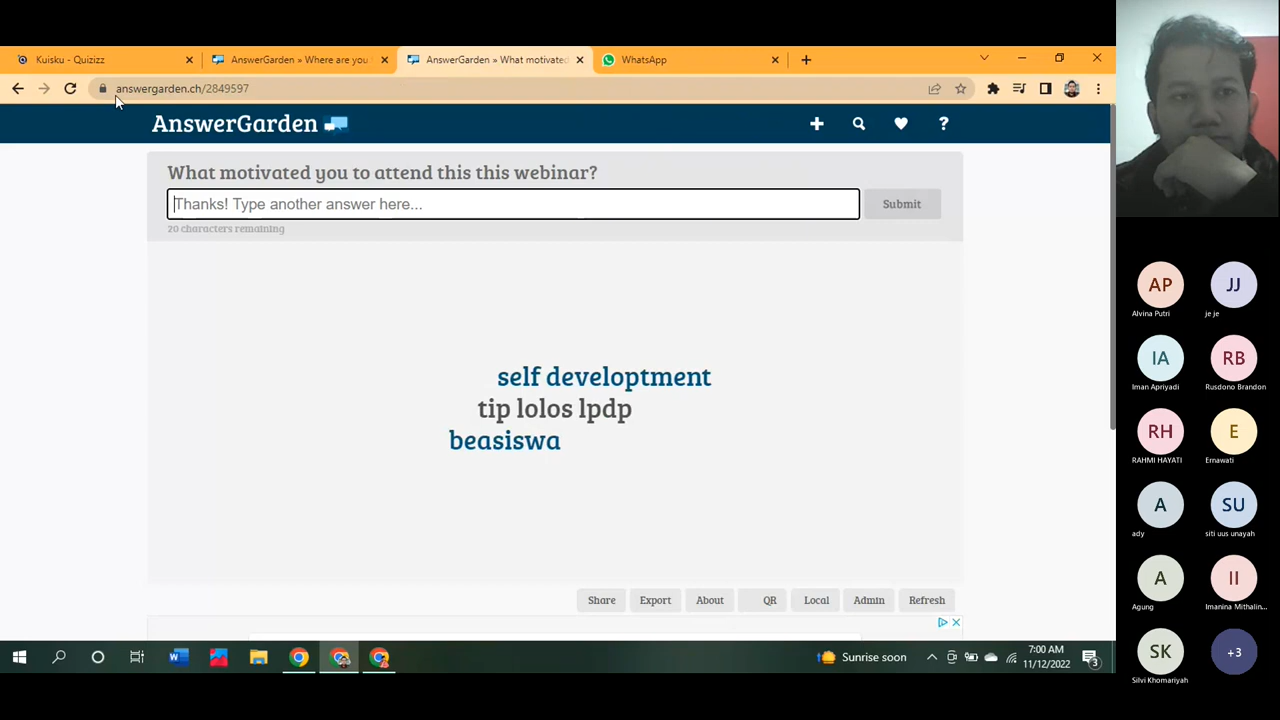 Kuisku - Quizizz
AnswerGarden » Where are you
AnswerGarden » What motivated
WhatsApp
answergarden.ch/2849597
AnswerGarden
What motivated you to attend this this webinar?
Thanks! Type another answer here...
Submit
20 characters remaining
self developtment
tip lolos lpdp
beasiswa
Share
Export
About
QR
Local
Admin
Refresh
Sunrise soon
7:00 AM
11/12/2022
3
AP
JJ
Alvina Putri
je je
IA
RB
Iman Apriyadi
Rusdono Brandon
RH
E
RAHMI HAYATI
Ernawati
A
SU
ady
siti uus unayah
A
II
Agung
Imanina Mithalin...
SK
+3
Silvi Khomariyah